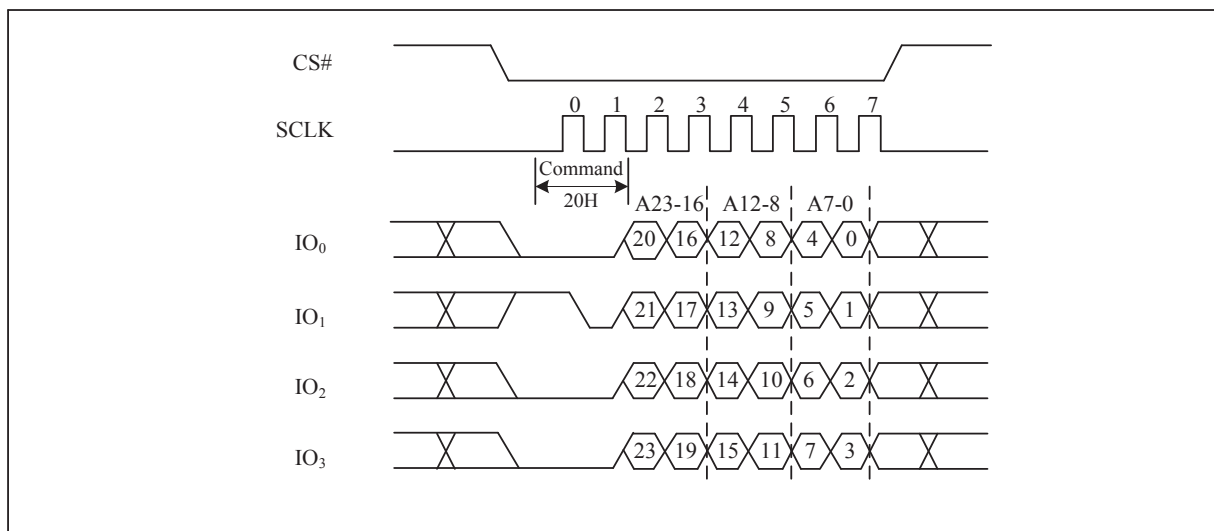 CS#
0 1 2 3 4 5 6 7
SCLK
Command
20H
A23-16 A12-8 A7-0
IO₀ 20 16 12 8 4 0
IO₁ 21 17 13 9 5 1
IO₂ 22 18 14 10 6 2
IO₃ 23 19 15 11 7 3